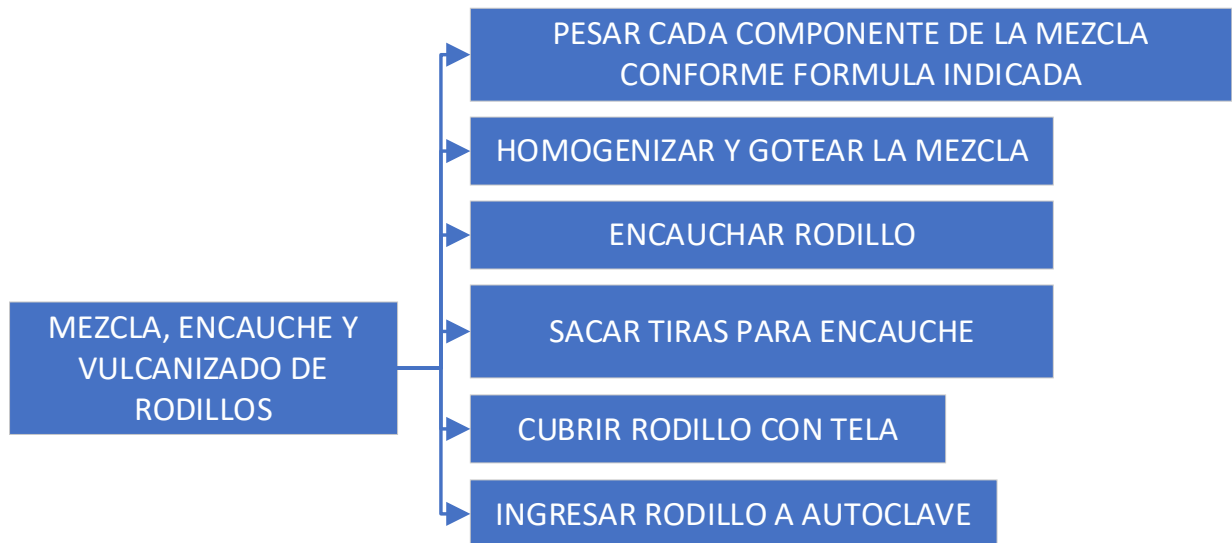 PESAR CADA COMPONENTE DE LA MEZCLA
CONFORME FORMULA INDICADA
HOMOGENIZAR Y GOTEAR LA MEZCLA
ENCAUCHAR RODILLO
SACAR TIRAS PARA ENCAUCHE
MEZCLA, ENCAUCHE Y
VULCANIZADO DE
RODILLOS
CUBRIR RODILLO CON TELA
INGRESAR RODILLO A AUTOCLAVE